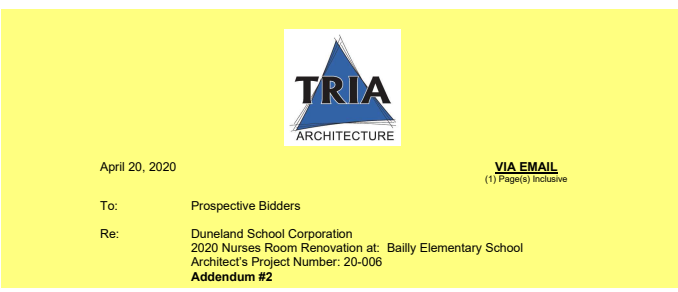 TRIA
ARCHITECTURE
April 20, 2020
VIA EMAIL
(1) Page(s) Inclusive
To: Prospective Bidders
Re: Duneland School Corporation
2020 Nurses Room Renovation at: Bailly Elementary School
Architect's Project Number: 20-006
Addendum #2